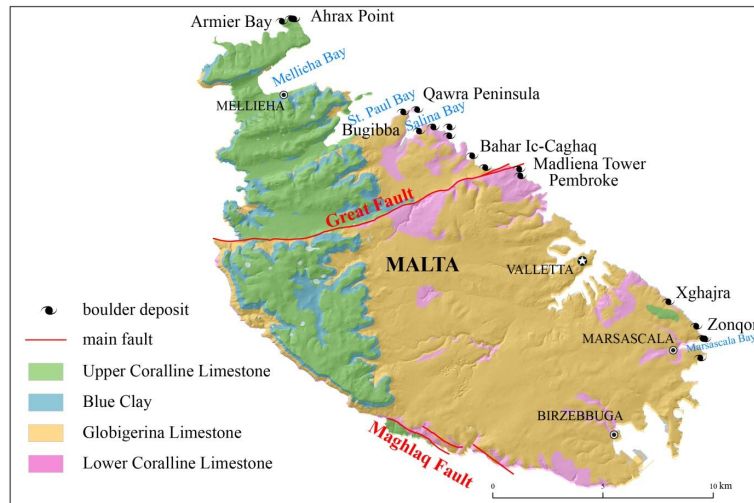 Armier Bay
Ahrax Point
Mellicha Bay
MELLIEHA
St. Paul Bay
Qawra Peninsula
Salina Bay
Bugibba
Bahar Ic-Caghaq
Madliena Tower
Pembroke
Great Fault
MALTA
VALLETTA
Xghajra
Zonqor
Marsascala Bay
MARSASCALA
BIRZEBBUGA
Maghlaq Fault
boulder deposit
main fault
Upper Coralline Limestone
Blue Clay
Globigerina Limestone
Lower Coralline Limestone
0 5 10 km